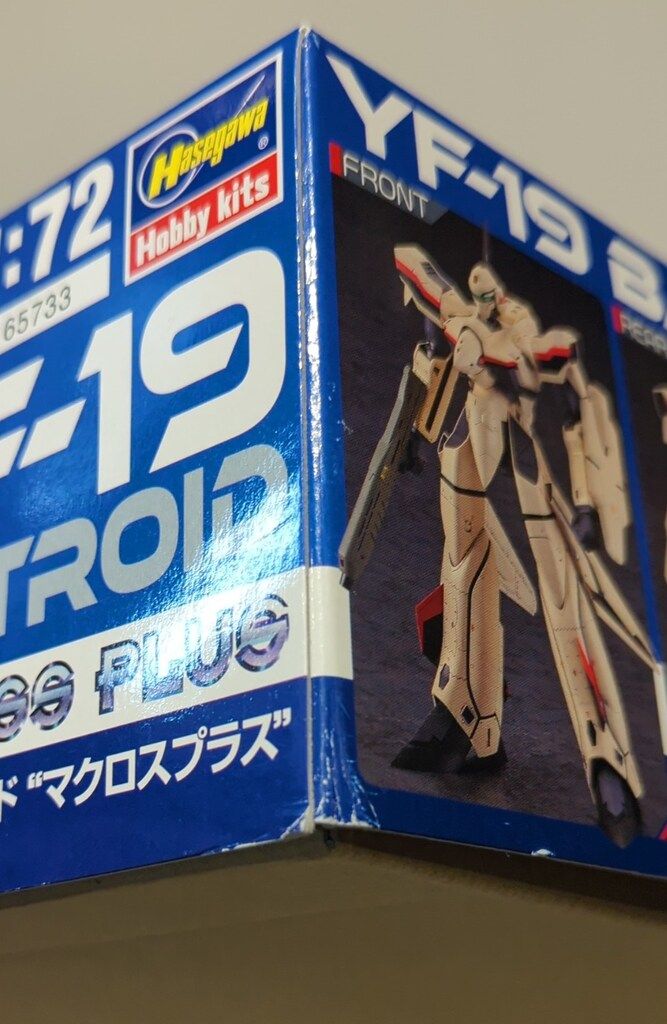 :72
Hasegawa®
Hobby kits
65733
-19
TROID
SS PLUS
ド “マクロスプラス”
YF-19 B
FRONT
REAR